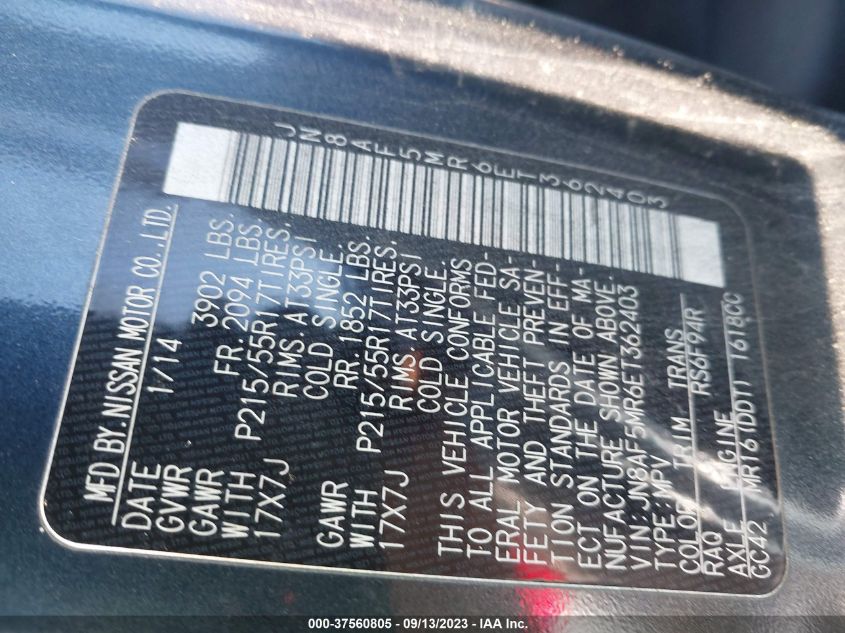 JN8AF5MR6ET362403
MFD BY. NISSAN MOTOR CO., LTD.
DATE 1/14
GVWR 3902 LBS.
GAWR FR. 2094 LBS.
WITH P215/55R17TIRES.
17X7J RIMS. AT33PSI
COLD SINGLE.
GAWR RR. 1852 LBS.
WITH P215/55R17TIRES.
17X7J RIMS. AT33PSI
COLD SINGLE.
THIS VEHICLE CONFORMS
TO ALL APPLICABLE FED-
ERAL MOTOR VEHICLE SA-
FETY AND THEFT PREVEN-
TION STANDARDS IN EFF-
ECT ON THE DATE OF MA-
NUFACTURE SHOWN ABOVE.
VIN: JN8AF5MR6ET362403
TYPE: MPV
COLOR TRIM TRANS
RAQ RS6F94R
AXLE ENGINE
GC42 MRT61DD11 1618CC
000-37560805 - 09/13/2023 - IAA Inc.